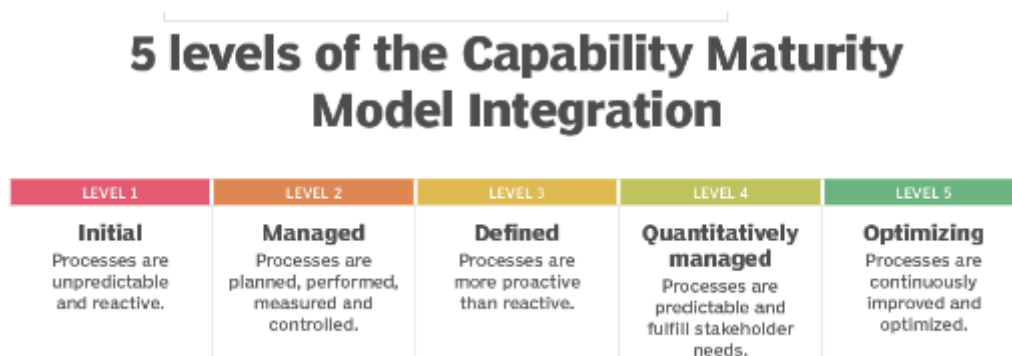 5 levels of the Capability Maturity
Model Integration
LEVEL 1
Initial
Processes are
unpredictable
and reactive.
LEVEL 2
Managed
Processes are
planned, performed,
measured and
controlled.
LEVEL 3
Defined
Processes are
more proactive
than reactive.
LEVEL 4
Quantitatively
managed
Processes are
predictable and
fulfill stakeholder
needs.
LEVEL 5
Optimizing
Processes are
continuously
improved and
optimized.